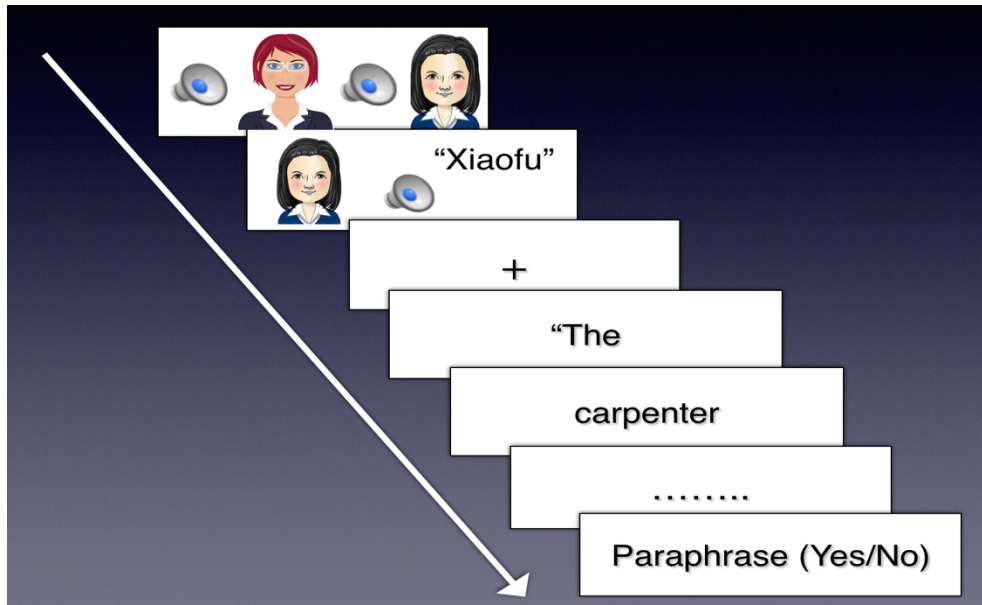 “Xiaofu”
+
“The
carpenter
........
Paraphrase (Yes/No)